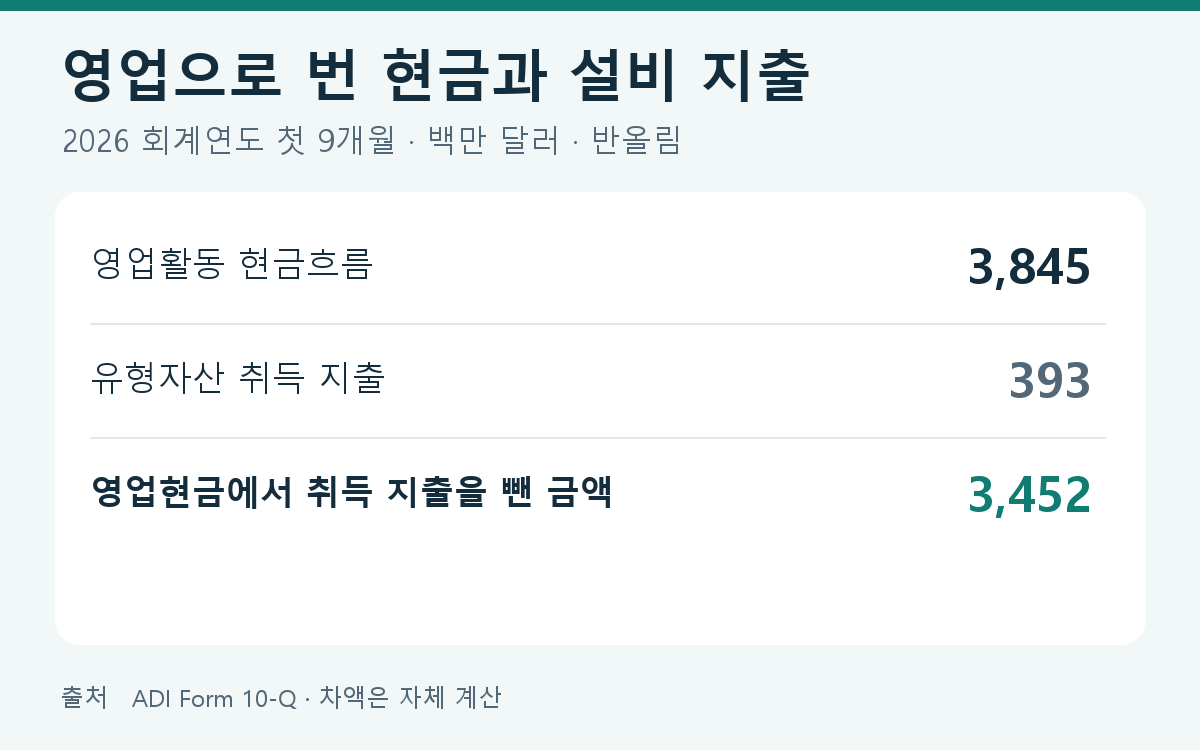 영업으로 번 현금과 설비 지출
2026 회계연도 첫 9개월 · 백만 달러 · 반올림
영업활동 현금흐름 3,845
유형자산 취득 지출 393
영업현금에서 취득 지출을 뺀 금액 3,452
출처 ADI Form 10-Q · 차액은 자체 계산